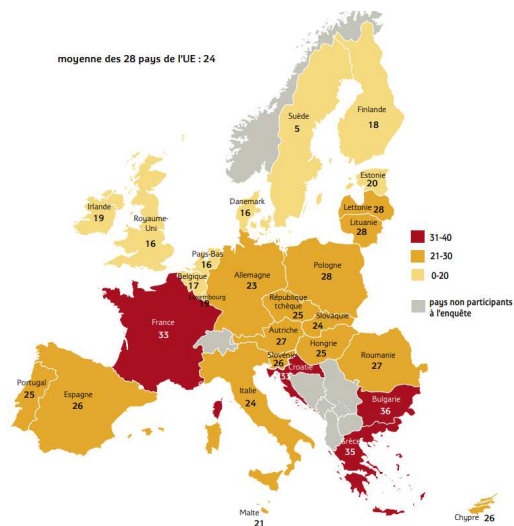 moyenne des 28 pays de l'UE : 24
Suède
5
Finlande
18
Estonie
20
Lettonie 28
Lituanie
28
Danemark
16
Irlande
19
Royaume-
Uni
16
Pays-Bas
16
Belgique
17
Luxembourg
19
Allemagne
23
Pologne
28
République
tchèque
25
Slovaquie
24
Autriche
27
Hongrie
25
Slovénie
26
Croatie
33
Roumanie
27
Bulgarie
36
Grèce
35
France
33
Portugal
25
Espagne
26
Italie
24
Malte
21
Chypre 26
31-40
21-30
0-20
pays non participants
à l'enquête